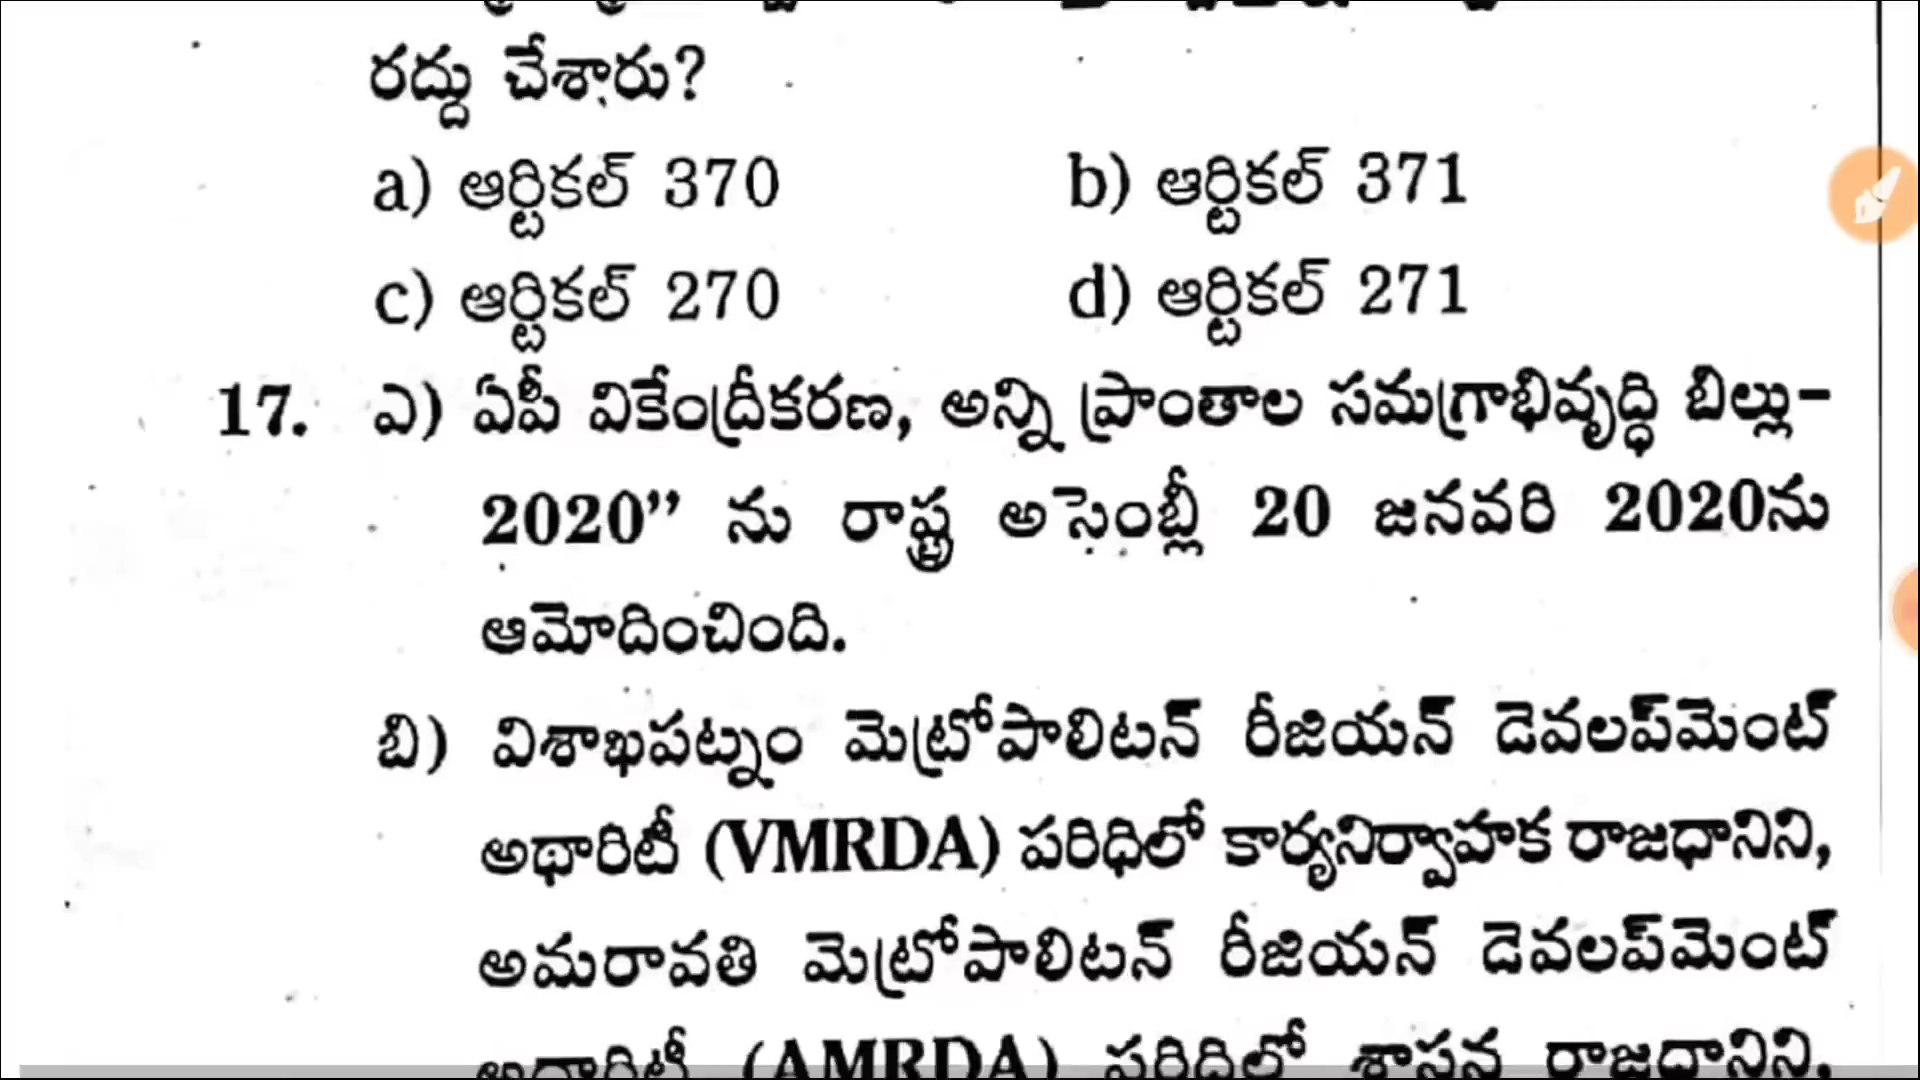 రద్దు చేశారు?
a) ఆర్టికల్ 370 b) ఆర్టికల్ 371
c) ఆర్టికల్ 270 d) ఆర్టికల్ 271
17. ఎ) ఏపీ వికేంద్రీకరణ, అన్ని ప్రాంతాల సమగ్రాభివృద్ధి బిల్లు-
2020” ను రాష్ట్ర అసెంబ్లీ 20 జనవరి 2020ను
ఆమోదించింది.
బి) విశాఖపట్నం మెట్రోపాలిటన్ రీజియన్ డెవలప్‌మెంట్
అథారిటీ (VMRDA) పరిధిలో కార్యనిర్వాహక రాజధానిని,
అమరావతి మెట్రోపాలిటన్ రీజియన్ డెవలప్‌మెంట్
అథారిటీ (AMRDA) పరిధిలో శాసన రాజధానిని,